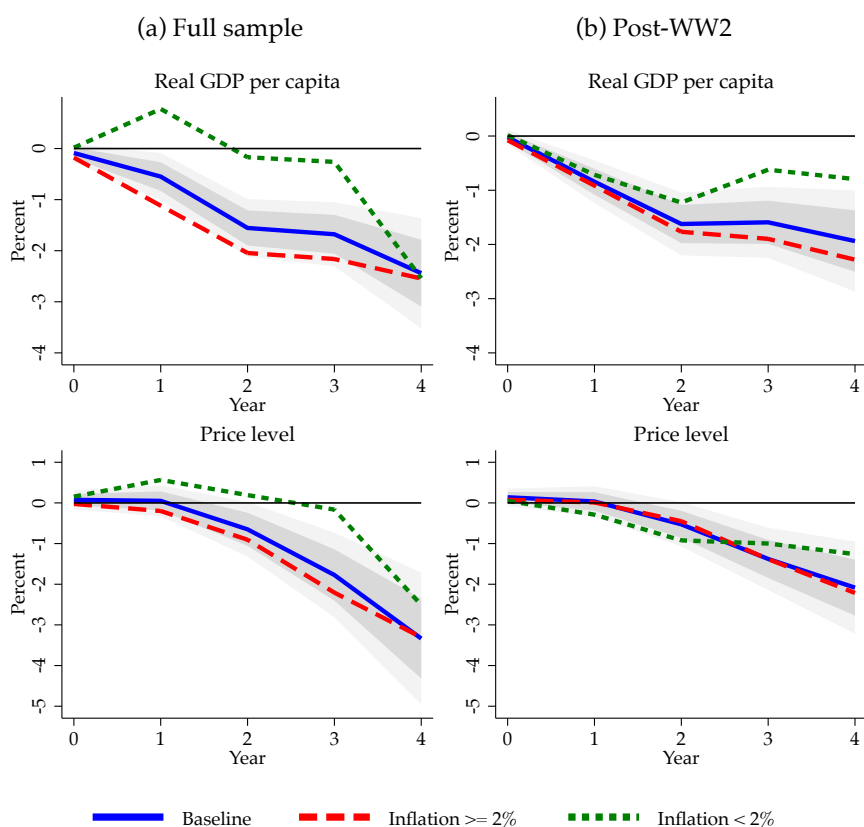 (a) Full sample
(b) Post-WW2
Real GDP per capita
1
0
-1
-2
-3
-4
Percent
0 1 2 3 4
Year
Real GDP per capita
0
-1
-2
-3
-4
Percent
0 1 2 3 4
Year
Price level
1
0
-1
-2
-3
-4
-5
Percent
0 1 2 3 4
Year
Price level
1
0
-1
-2
-3
-4
-5
Percent
0 1 2 3 4
Year
Baseline Inflation >= 2% Inflation < 2%